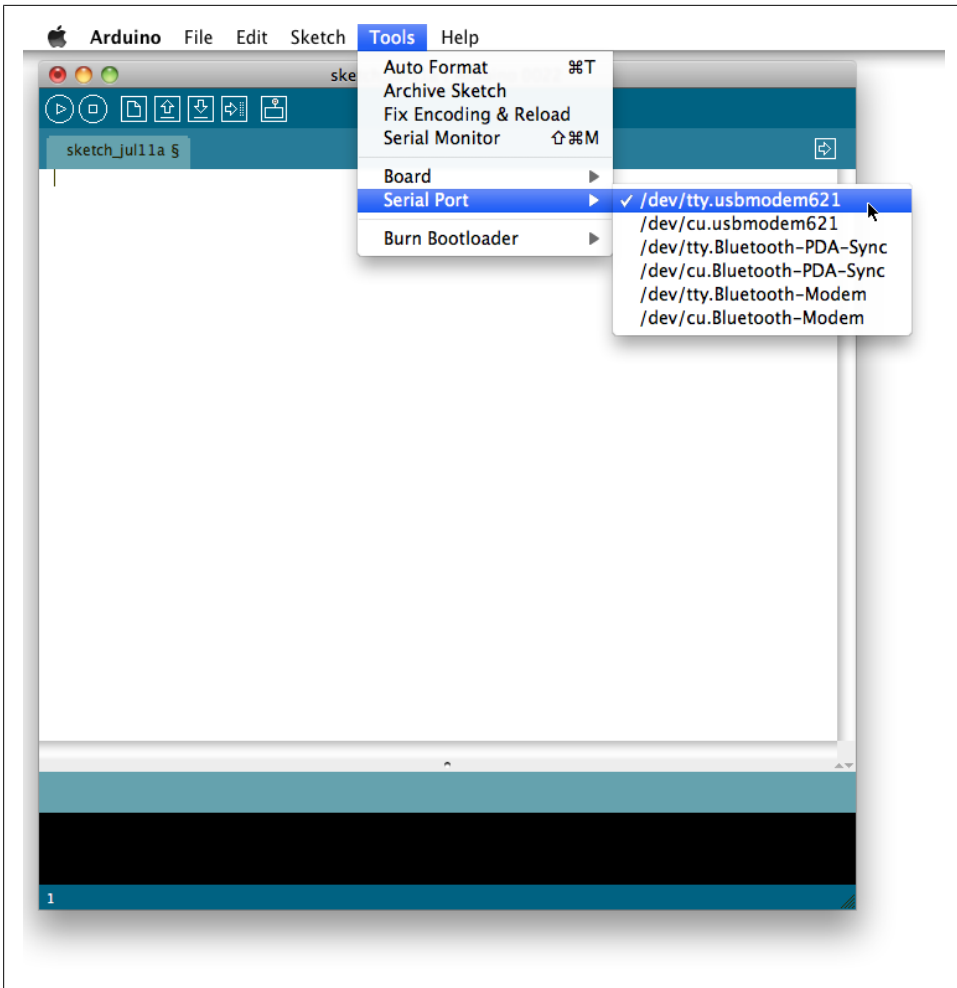 Arduino File Edit Sketch Tools Help
ske
Auto Format ⌘T
Archive Sketch
Fix Encoding & Reload
Serial Monitor ⇧⌘M
sketch_jul11a §
Board ▶
Serial Port ▶
Burn Bootloader ▶
✓ /dev/tty.usbmodem621
/dev/cu.usbmodem621
/dev/tty.Bluetooth-PDA-Sync
/dev/cu.Bluetooth-PDA-Sync
/dev/tty.Bluetooth-Modem
/dev/cu.Bluetooth-Modem
1